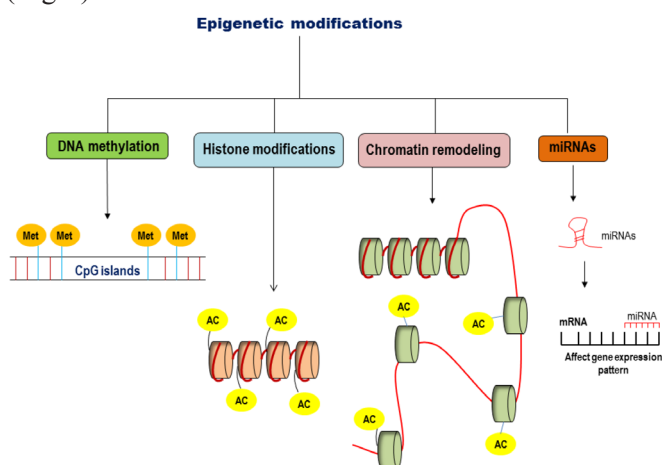 Epigenetic modifications
DNA methylation
Histone modifications
Chromatin remodeling
miRNAs
Met
Met
Met
Met
CpG islands
miRNAs
AC
AC
AC
AC
AC
AC
AC
AC
mRNA
miRNA
Affect gene expression
pattern